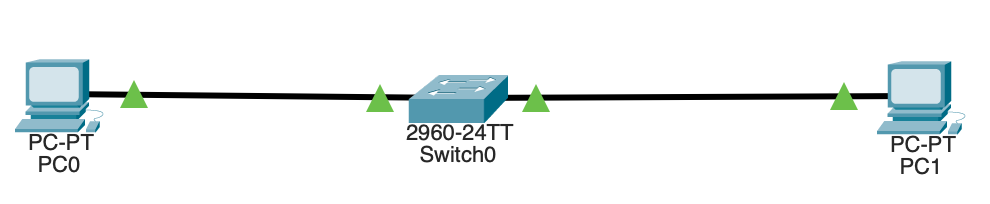 PC-PT
PC0
2960-24TT
Switch0
PC-PT
PC1